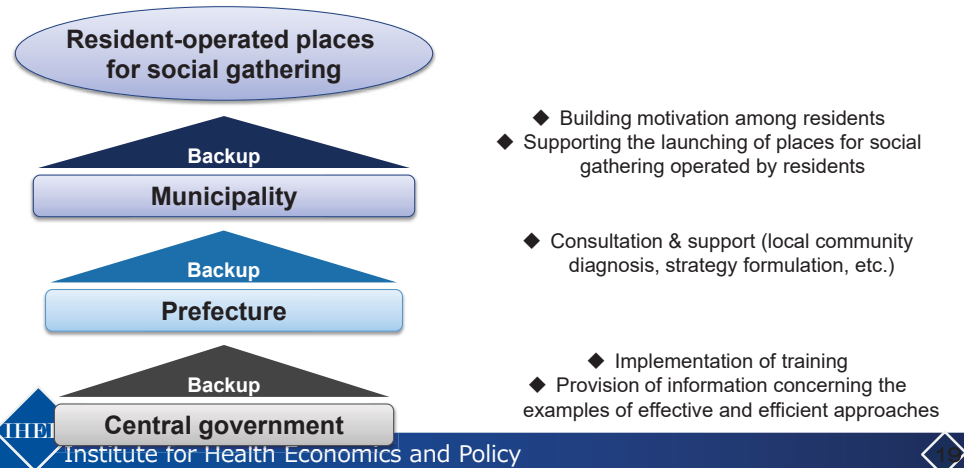 Resident-operated places
for social gathering
Backup
Municipality
◆ Building motivation among residents
◆ Supporting the launching of places for social
gathering operated by residents
Backup
Prefecture
◆ Consultation & support (local community
diagnosis, strategy formulation, etc.)
Backup
Central government
◆ Implementation of training
◆ Provision of information concerning the
examples of effective and efficient approaches
Institute for Health Economics and Policy
19